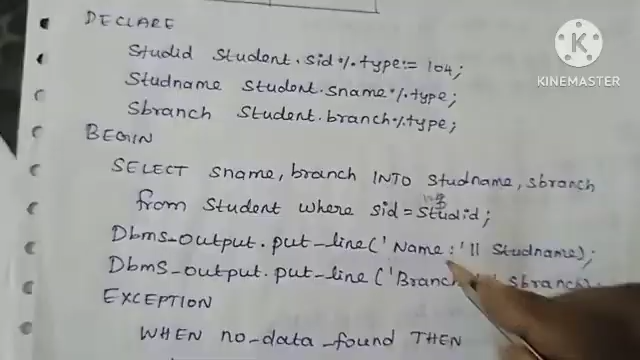 DECLARE
Studid Student.sid%type:= 104;
Studname Student.sname%type;
Sbranch Student.branch%type;
BEGIN
SELECT sname, branch INTO Studname, sbranch
from Student where sid = Studid;
Dbms_output.put_line('Name:'|| Studname);
Dbms_output.put_line('Branch sbranch);
EXCEPTION
WHEN no_data_found THEN
KINEMASTER